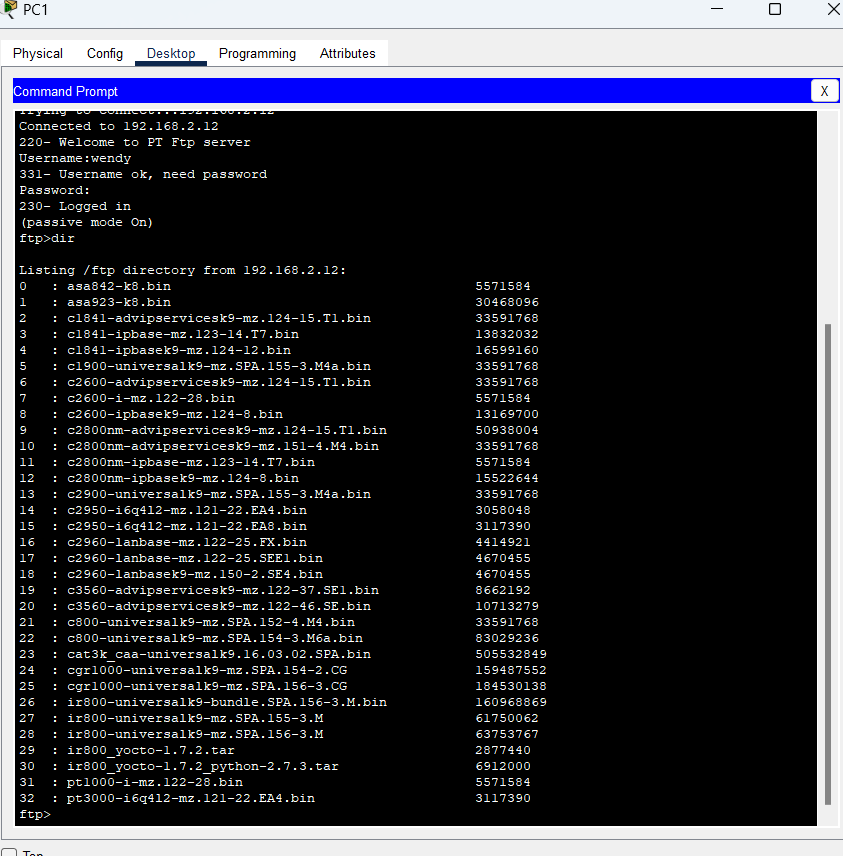 PC1
Physical Config Desktop Programming Attributes
Command Prompt X
Trying to connect...192.168.2.12
Connected to 192.168.2.12
220- Welcome to PT Ftp server
Username:wendy
331- Username ok, need password
Password:
230- Logged in
(passive mode On)
ftp>dir
Listing /ftp directory from 192.168.2.12:
0 : asa842-k8.bin 5571584
1 : asa923-k8.bin 30468096
2 : c1841-advipservicesk9-mz.124-15.T1.bin 33591768
3 : c1841-ipbase-mz.123-14.T7.bin 13832032
4 : c1841-ipbasek9-mz.124-12.bin 16599160
5 : c1900-universalk9-mz.SPA.155-3.M4a.bin 33591768
6 : c2600-advipservicesk9-mz.124-15.T1.bin 33591768
7 : c2600-i-mz.122-28.bin 5571584
8 : c2600-ipbasek9-mz.124-8.bin 13169700
9 : c2800nm-advipservicesk9-mz.124-15.T1.bin 50938004
10 : c2800nm-advipservicesk9-mz.151-4.M4.bin 33591768
11 : c2800nm-ipbase-mz.123-14.T7.bin 5571584
12 : c2800nm-ipbasek9-mz.124-8.bin 15522644
13 : c2900-universalk9-mz.SPA.155-3.M4a.bin 33591768
14 : c2950-i6q4l2-mz.121-22.EA4.bin 3058048
15 : c2950-i6q4l2-mz.121-22.EA8.bin 3117390
16 : c2960-lanbase-mz.122-25.FX.bin 4414921
17 : c2960-lanbase-mz.122-25.SEE1.bin 4670455
18 : c2960-lanbasek9-mz.150-2.SE4.bin 4670455
19 : c3560-advipservicesk9-mz.122-37.SE1.bin 8662192
20 : c3560-advipservicesk9-mz.122-46.SE.bin 10713279
21 : c800-universalk9-mz.SPA.152-4.M4.bin 33591768
22 : c800-universalk9-mz.SPA.154-3.M6a.bin 83029236
23 : cat3k_caa-universalk9.16.03.02.SPA.bin 505532849
24 : cgr1000-universalk9-mz.SPA.154-2.CG 159487552
25 : cgr1000-universalk9-mz.SPA.156-3.CG 184530138
26 : ir800-universalk9-bundle.SPA.156-3.M.bin 160968869
27 : ir800-universalk9-mz.SPA.155-3.M 61750062
28 : ir800-universalk9-mz.SPA.156-3.M 63753767
29 : ir800_yocto-1.7.2.tar 2877440
30 : ir800_yocto-1.7.2_python-2.7.3.tar 6912000
31 : pt1000-i-mz.122-28.bin 5571584
32 : pt3000-i6q4l2-mz.121-22.EA4.bin 3117390
ftp>
Top